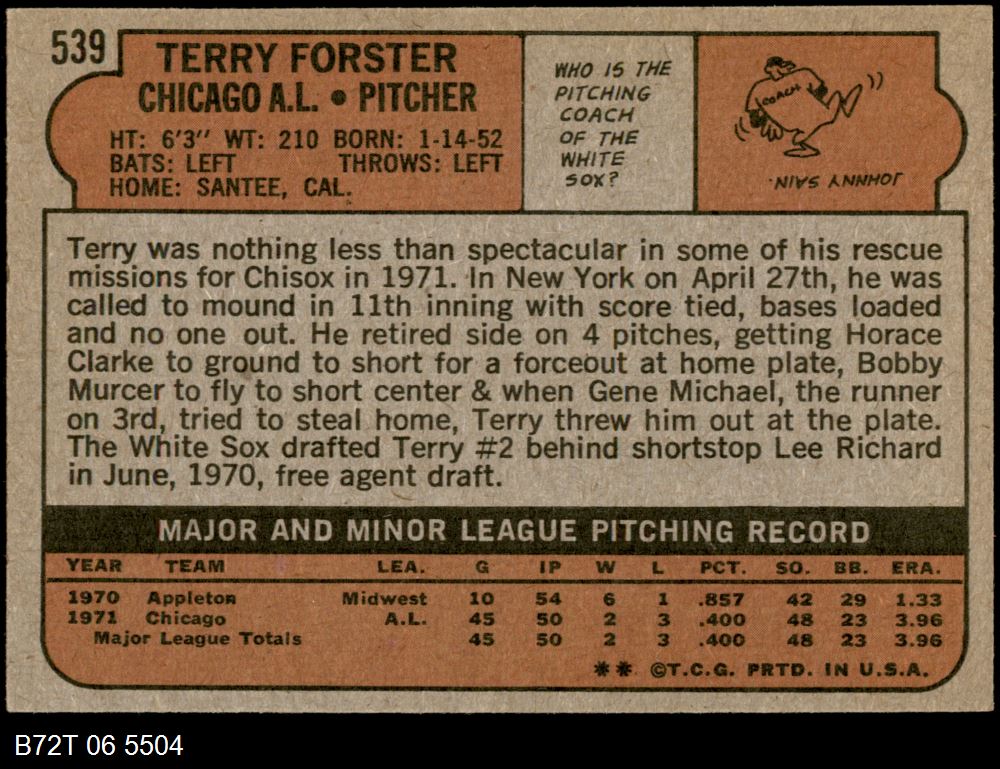 539
TERRY FORSTER
CHICAGO A.L. • PITCHER
HT: 6'3" WT: 210 BORN: 1-14-52
BATS: LEFT THROWS: LEFT
HOME: SANTEE, CAL.
WHO IS THE
PITCHING
COACH
OF THE
WHITE
SOX?
COACH
JOHNNY SAIN.
Terry was nothing less than spectacular in some of his rescue
missions for Chisox in 1971. In New York on April 27th, he was
called to mound in 11th inning with score tied, bases loaded
and no one out. He retired side on 4 pitches, getting Horace
Clarke to ground to short for a forceout at home plate, Bobby
Murcer to fly to short center & when Gene Michael, the runner
on 3rd, tried to steal home, Terry threw him out at the plate.
The White Sox drafted Terry #2 behind shortstop Lee Richard
in June, 1970, free agent draft.
MAJOR AND MINOR LEAGUE PITCHING RECORD
YEAR TEAM LEA. G IP W L PCT. SO. BB. ERA.
1970 Appleton Midwest 10 54 6 1 .857 42 29 1.33
1971 Chicago A.L. 45 50 2 3 .400 48 23 3.96
Major League Totals 45 50 2 3 .400 48 23 3.96
** ©T.C.G. PRTD. IN U.S.A.
B72T 06 5504